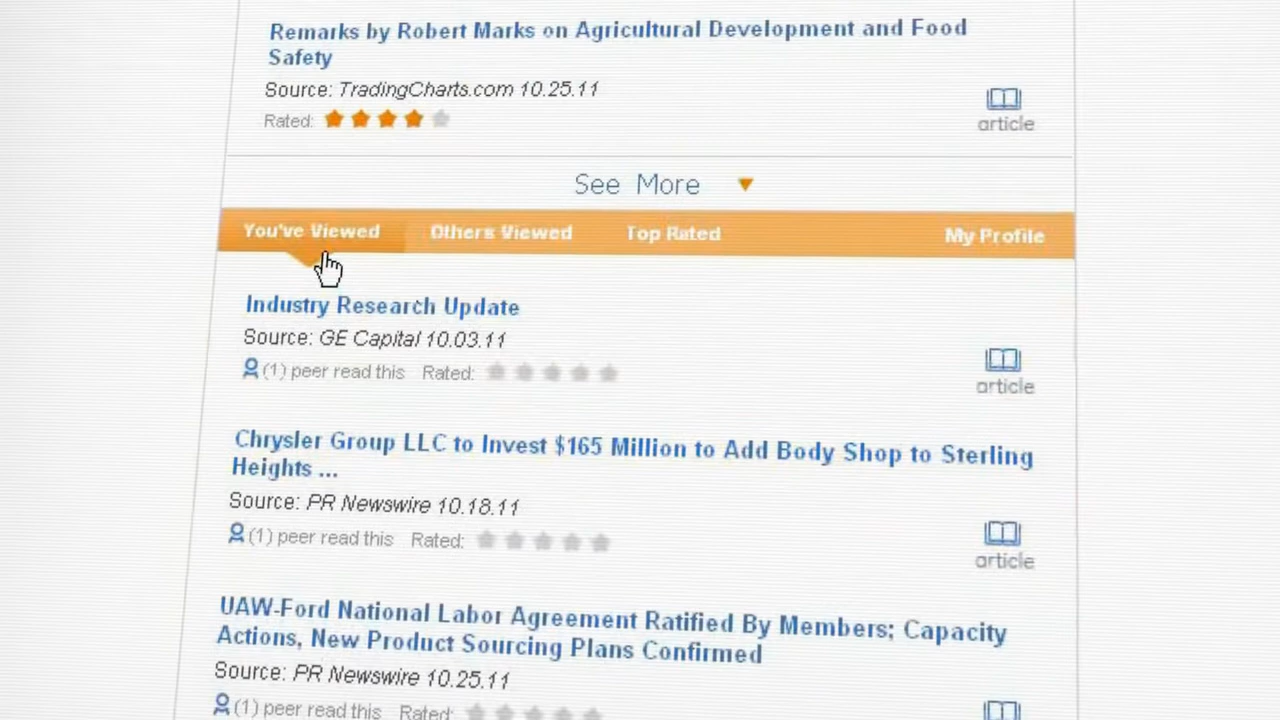 Remarks by Robert Marks on Agricultural Development and Food
Safety
Source: TradingCharts.com 10.25.11
Rated:
article
See More
You've Viewed Others Viewed Top Rated My Profile
Industry Research Update
Source: GE Capital 10.03.11
(1) peer read this Rated:
article
Chrysler Group LLC to Invest $165 Million to Add Body Shop to Sterling
Heights ...
Source: PR Newswire 10.18.11
(1) peer read this Rated:
article
UAW-Ford National Labor Agreement Ratified By Members; Capacity
Actions, New Product Sourcing Plans Confirmed
Source: PR Newswire 10.25.11
(1) peer read this Rated: